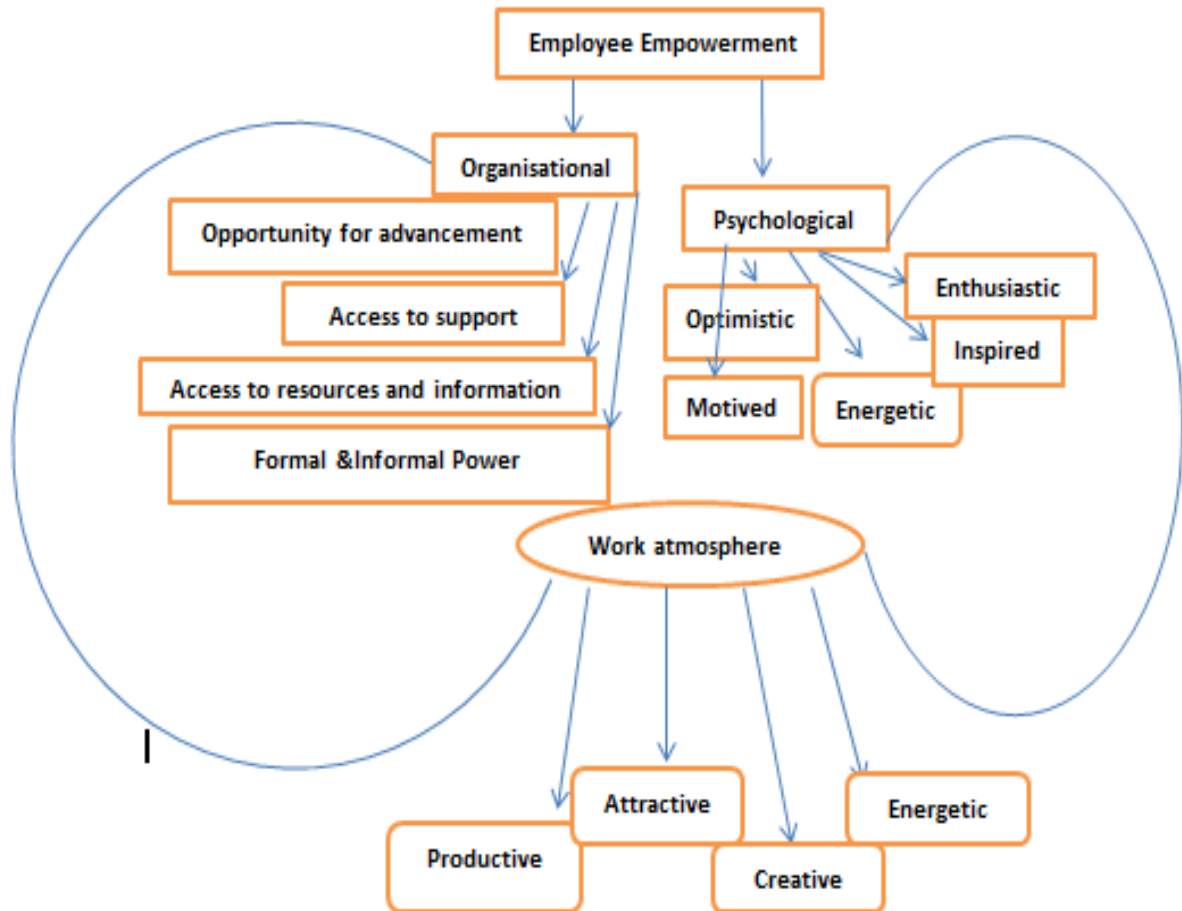 Employee Empowerment
Organisational
Psychological
Opportunity for advancement
Access to support
Access to resources and information
Formal &Informal Power
Enthusiastic
Optimistic
Inspired
Motived
Energetic
Work atmosphere
Attractive
Energetic
Productive
Creative